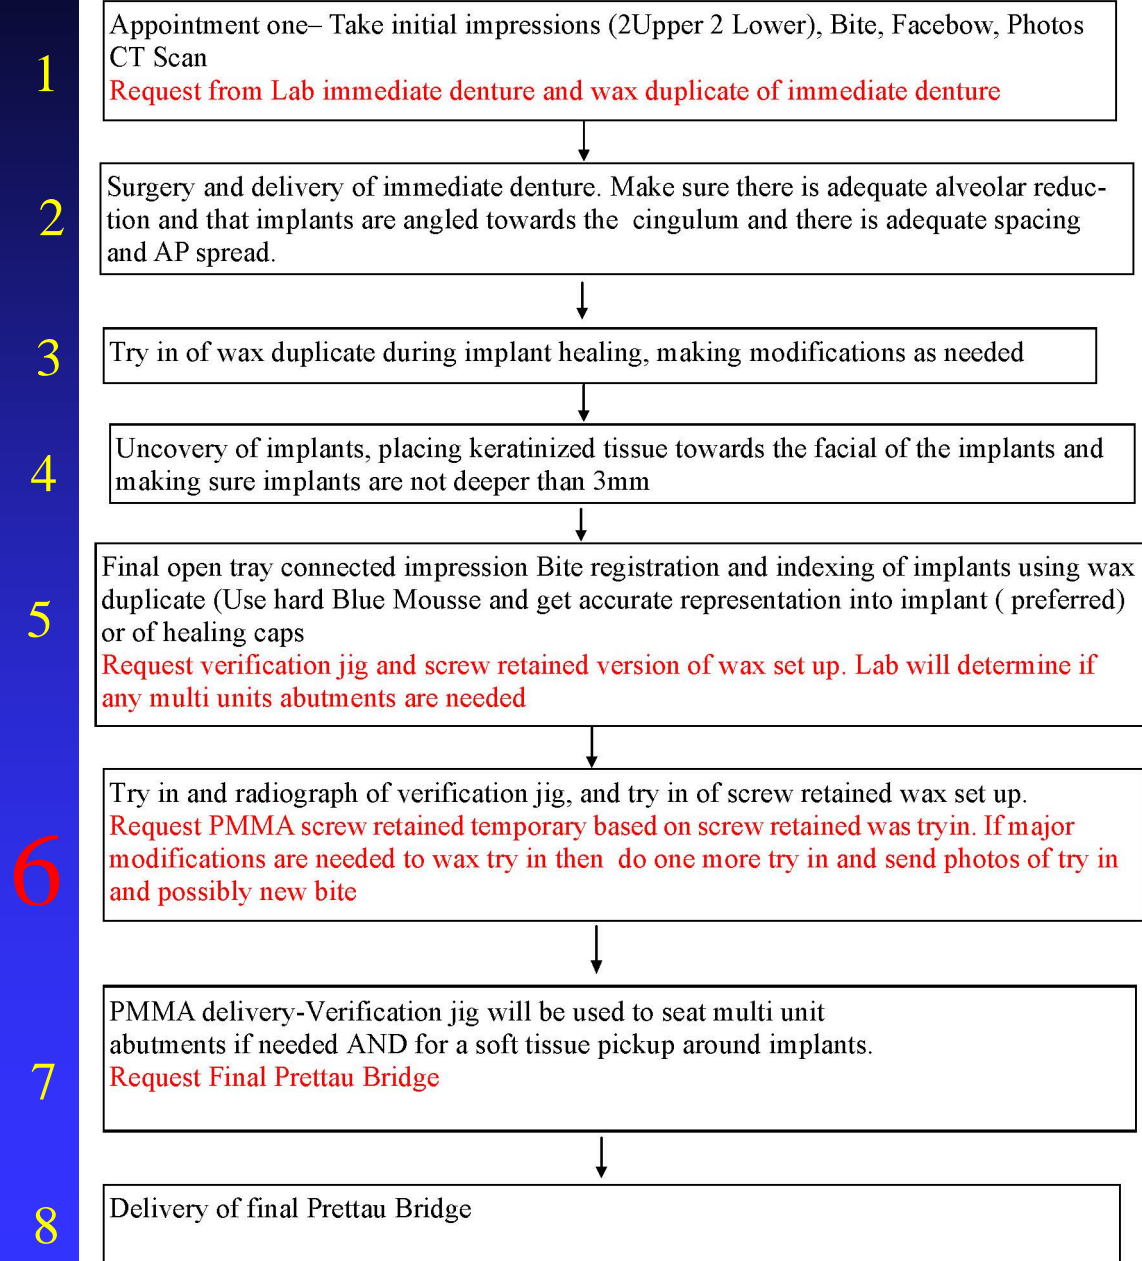 1
Appointment one– Take initial impressions (2Upper 2 Lower), Bite, Facebow, Photos
CT Scan
Request from Lab immediate denture and wax duplicate of immediate denture
2
Surgery and delivery of immediate denture. Make sure there is adequate alveolar reduc-
tion and that implants are angled towards the cingulum and there is adequate spacing
and AP spread.
3
Try in of wax duplicate during implant healing, making modifications as needed
4
Uncovery of implants, placing keratinized tissue towards the facial of the implants and
making sure implants are not deeper than 3mm
5
Final open tray connected impression Bite registration and indexing of implants using wax
duplicate (Use hard Blue Mousse and get accurate representation into implant ( preferred)
or of healing caps
Request verification jig and screw retained version of wax set up. Lab will determine if
any multi units abutments are needed
6
Try in and radiograph of verification jig, and try in of screw retained wax set up.
Request PMMA screw retained temporary based on screw retained was tryin. If major
modifications are needed to wax try in then do one more try in and send photos of try in
and possibly new bite
7
PMMA delivery-Verification jig will be used to seat multi unit
abutments if needed AND for a soft tissue pickup around implants.
Request Final Prettau Bridge
8
Delivery of final Prettau Bridge